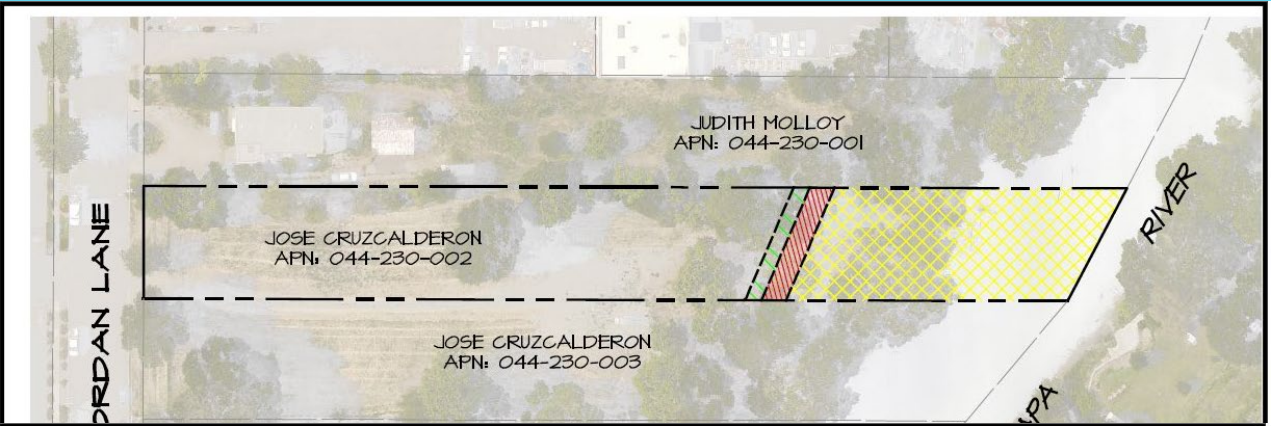 JUDITH MOLLOY
APN: 044-230-001
JOSE CRUZCALDERON
APN: 044-230-002
JOSE CRUZCALDERON
APN: 044-230-003
ORDAN LANE
RIVER
APA